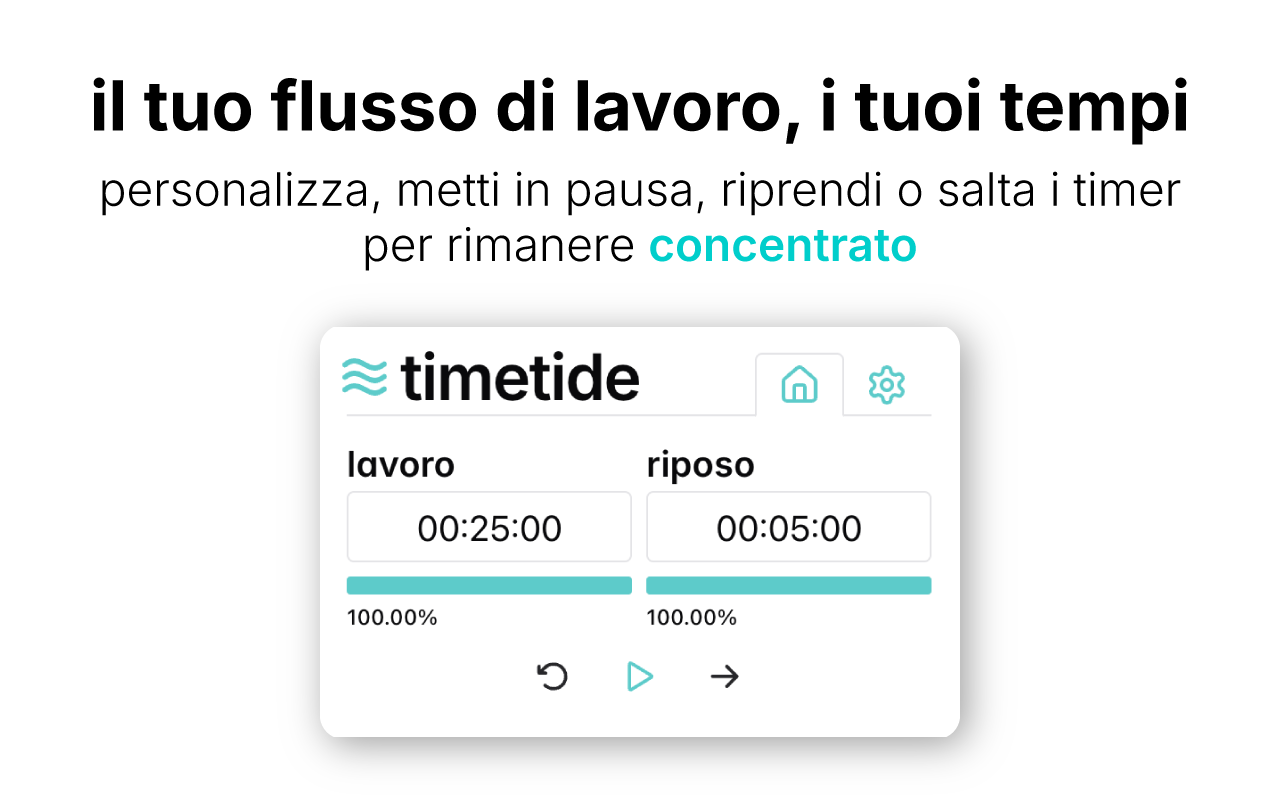 il tuo flusso di lavoro, i tuoi tempi
personalizza, metti in pausa, riprendi o salta i timer
per rimanere concentrato
timetide
lavoro
riposo
00:25:00
00:05:00
100.00%
100.00%